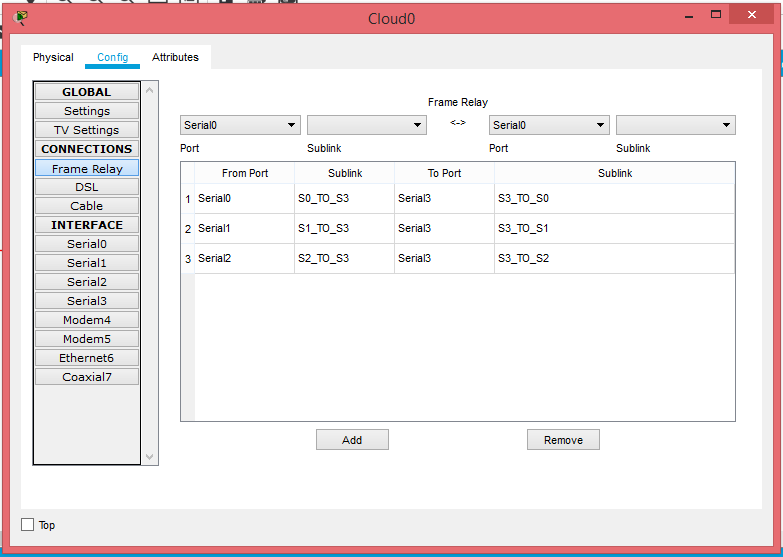 Cloud0
Physical Config Attributes
GLOBAL
Settings
TV Settings
CONNECTIONS
Frame Relay
DSL
Cable
INTERFACE
Serial0
Serial1
Serial2
Serial3
Modem4
Modem5
Ethernet6
Coaxial7
Frame Relay
Serial0 <-> Serial0
Port Sublink Port Sublink
From Port Sublink To Port Sublink
1 Serial0 S0_TO_S3 Serial3 S3_TO_S0
2 Serial1 S1_TO_S3 Serial3 S3_TO_S1
3 Serial2 S2_TO_S3 Serial3 S3_TO_S2
Add Remove
Top